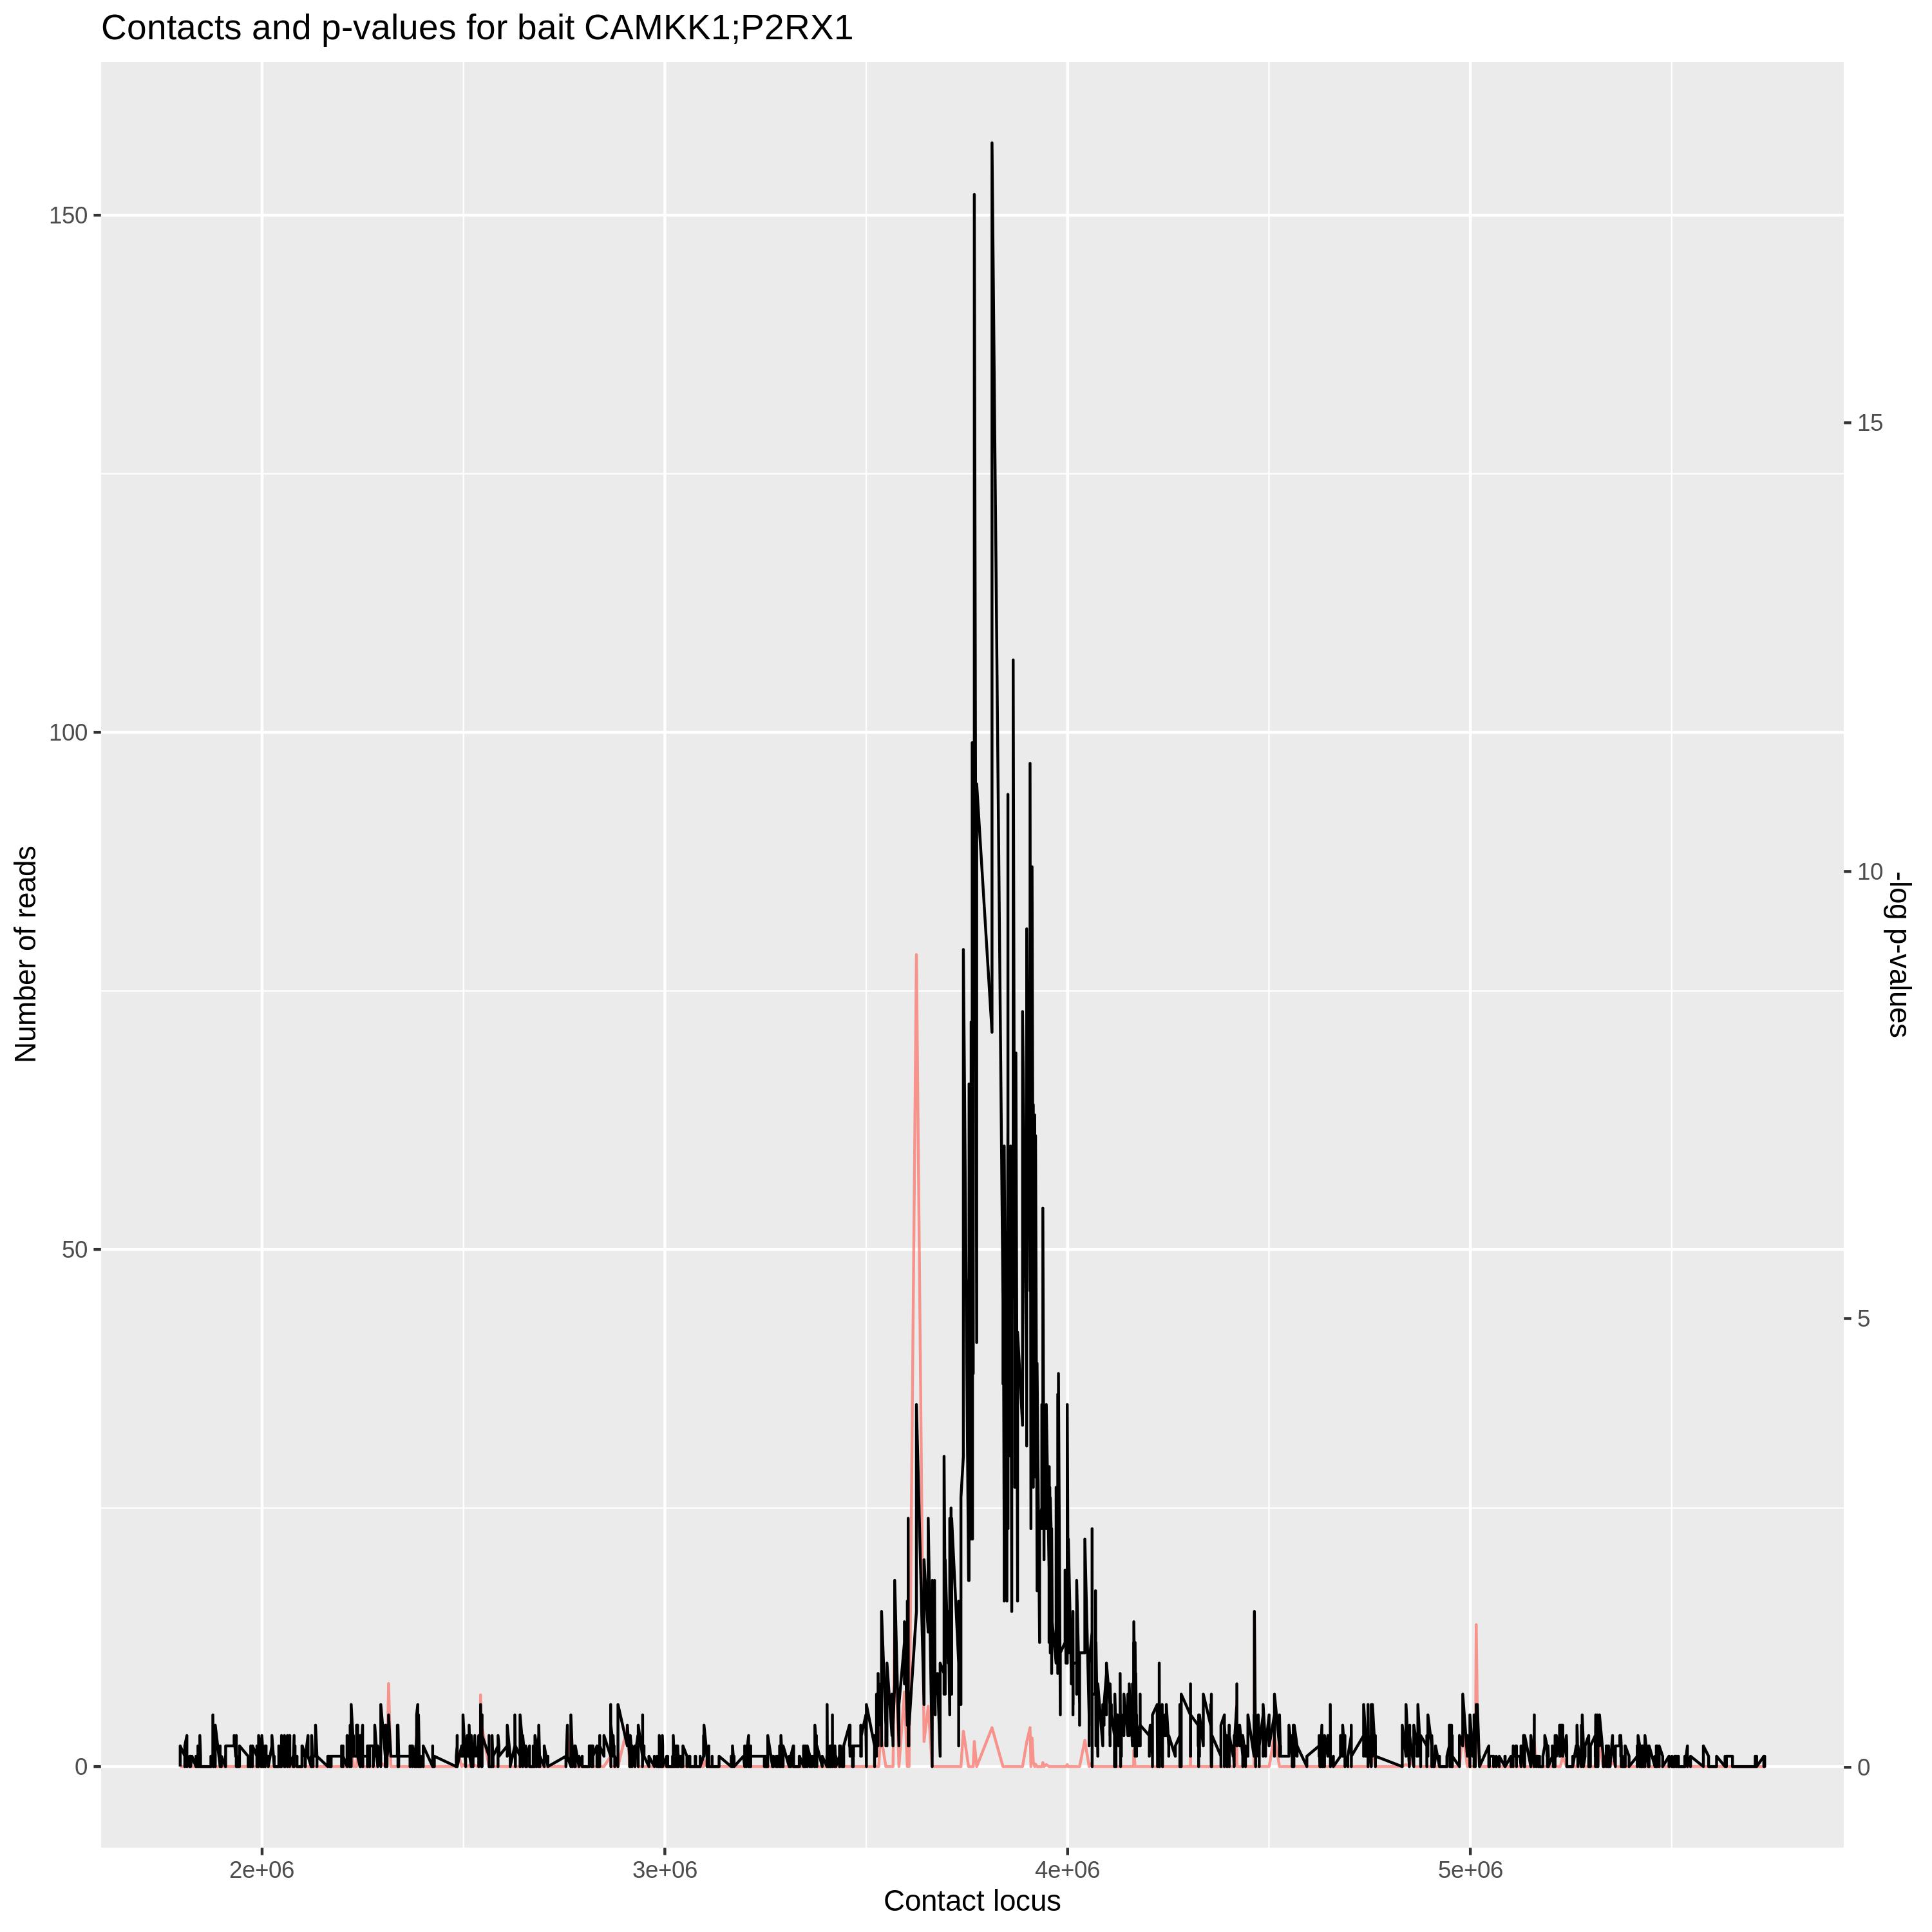 Contacts and p-values for bait CAMKK1;P2RX1
150
100
50
0
Number of reads
15
10
5
0
-log p-values
2e+06
3e+06
4e+06
5e+06
Contact locus